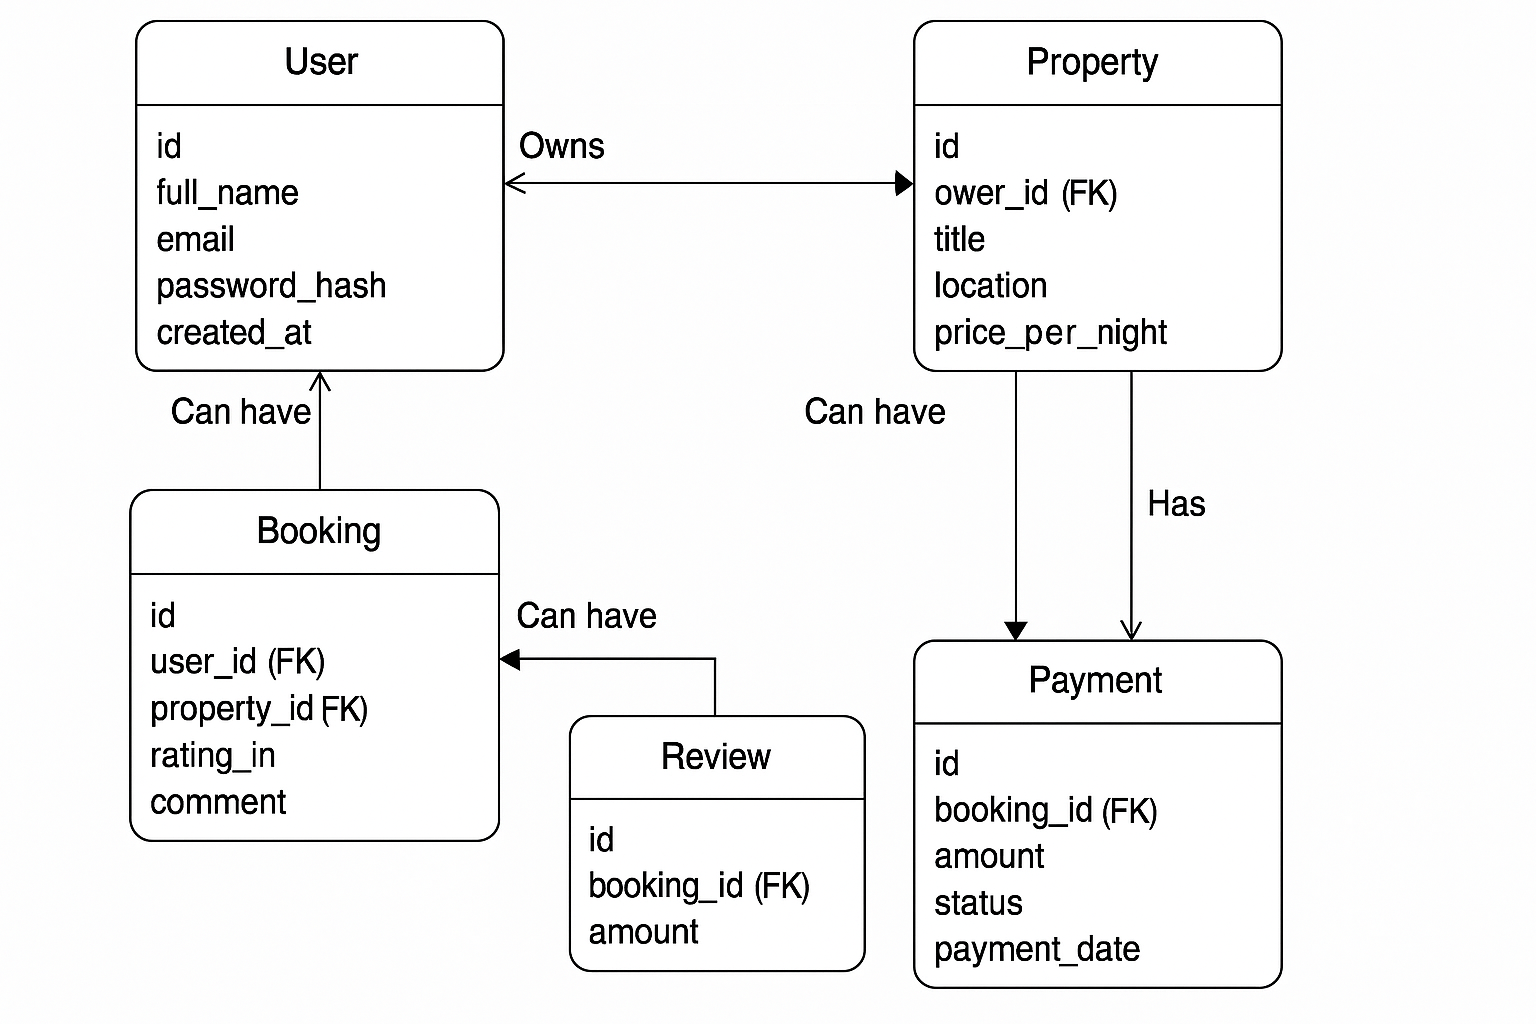 User
id
full_name
email
password_hash
created_at
Owns
Property
id
ower_id (FK)
title
location
price_per_night
Can have
Can have
Has
Booking
id
user_id (FK)
property_id FK)
rating_in
comment
Can have
Review
id
booking_id (FK)
amount
Payment
id
booking_id (FK)
amount
status
payment_date